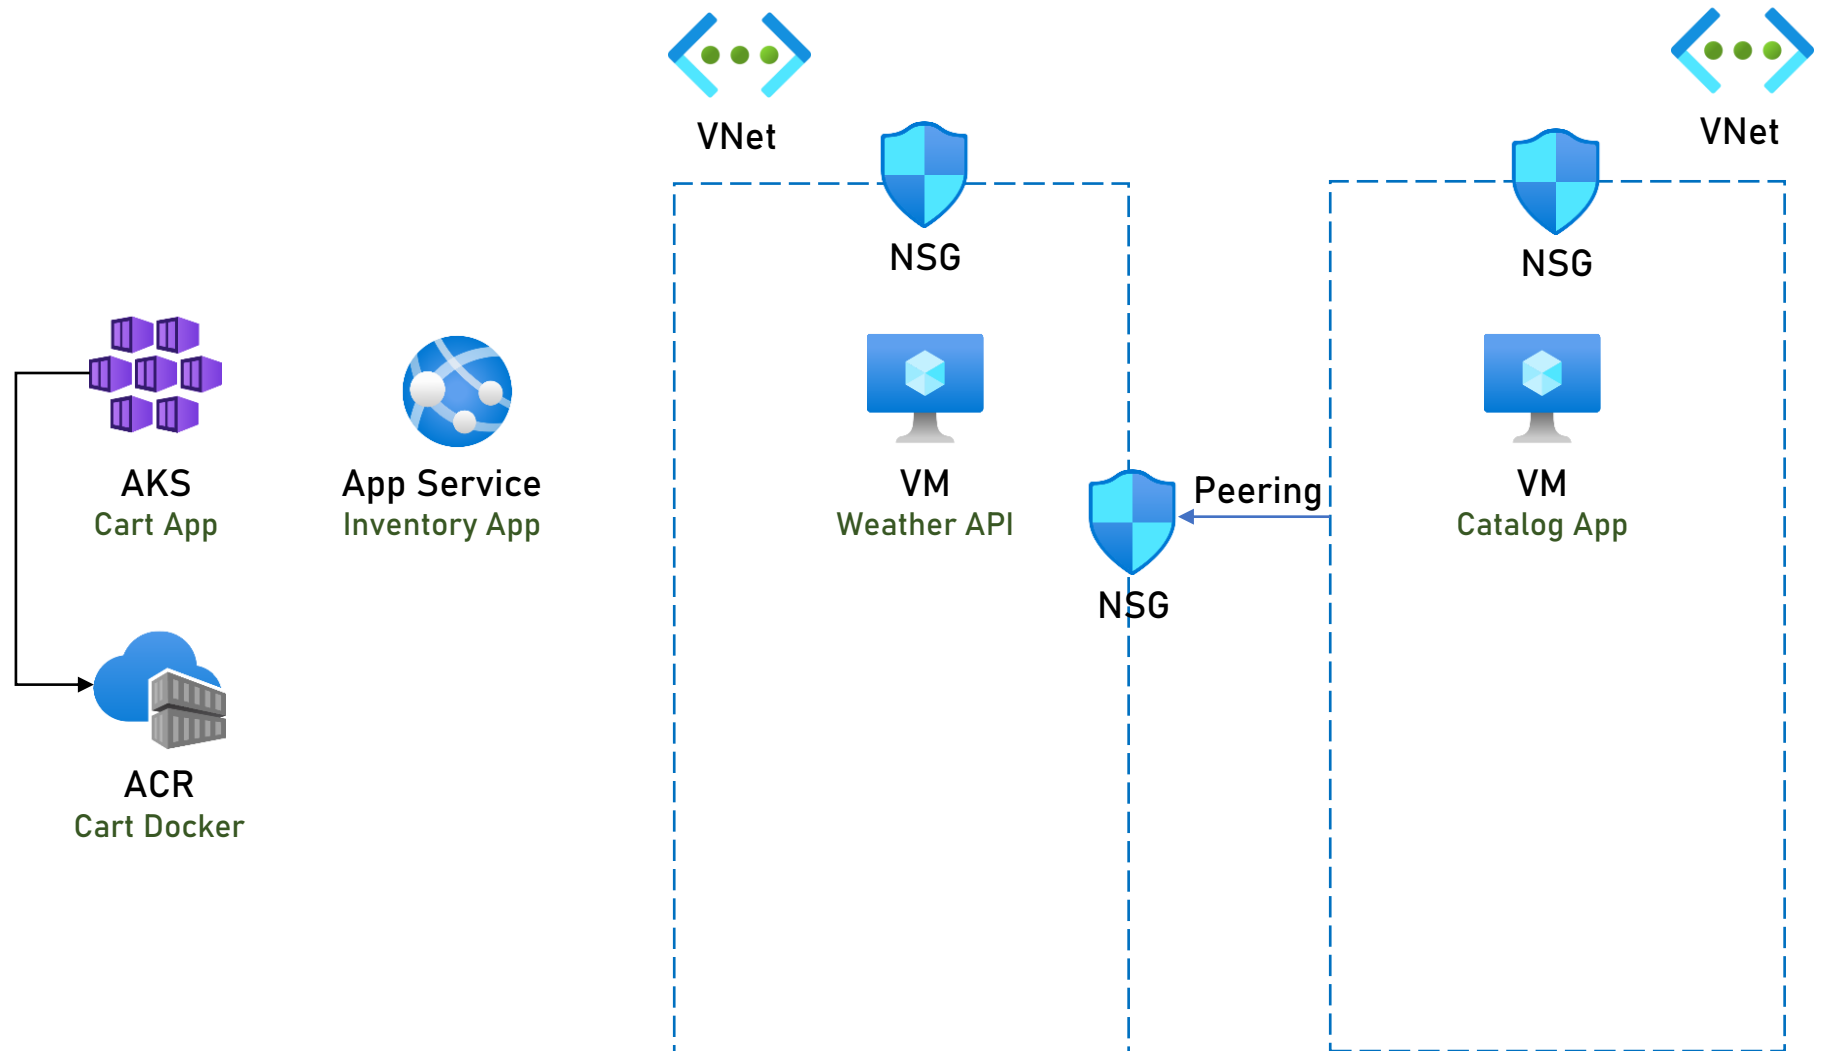 VNet
VNet
NSG
NSG
AKS
Cart App
App Service
Inventory App
VM
Weather API
Peering
VM
Catalog App
NSG
ACR
Cart Docker